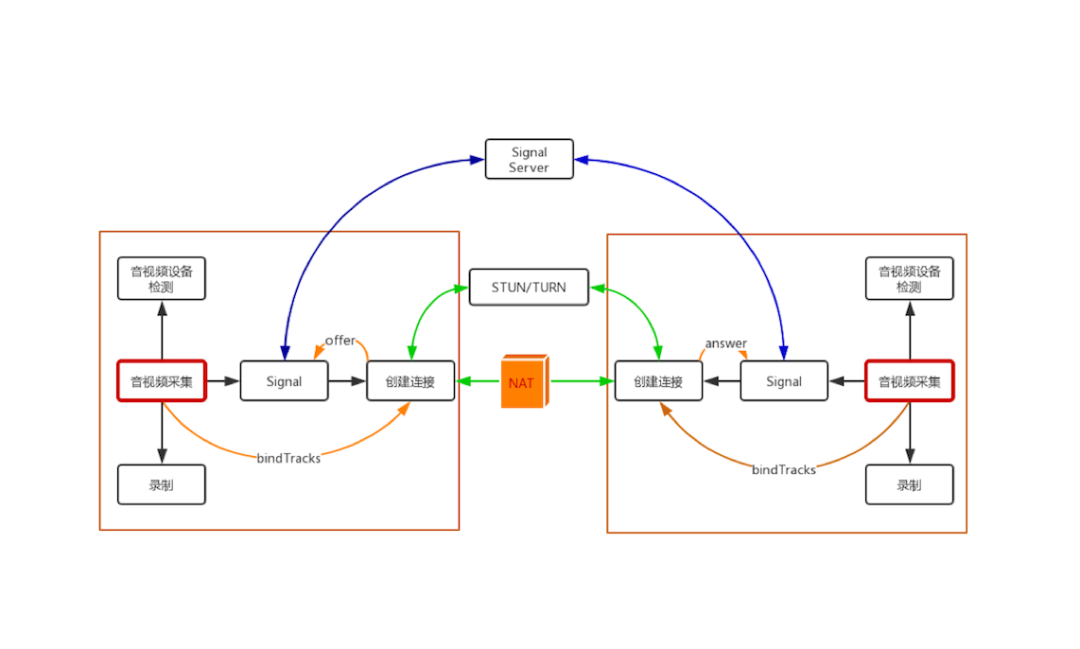 Signal
Server
音视频设备
检测
STUN/TURN
音视频设备
检测
offer
answer
音视频采集
Signal
创建连接
NAT
创建连接
Signal
音视频采集
bindTracks
bindTracks
录制
录制